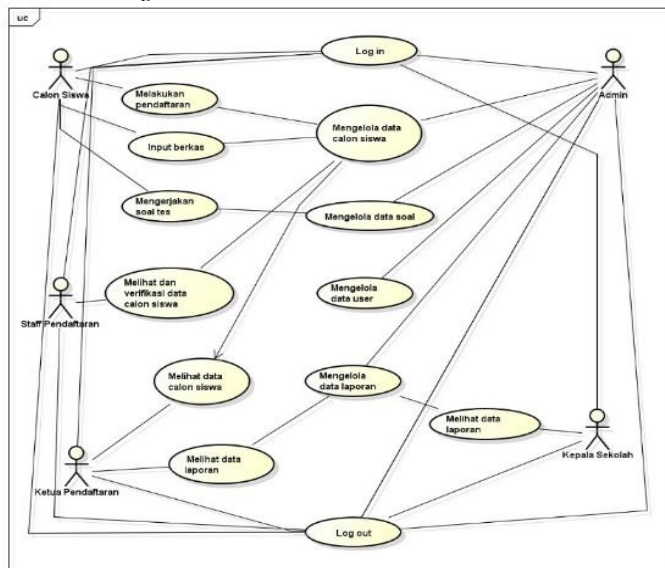 uc
Log in
Calon Siswa
Admin
Melakukan
pendaftaran
Mengelola data
calon siswa
Input berkas
Mengerjakan
soal tes
Mengelola data soal
Melihat dan
verifikasi data
calon siswa
Mengelola
data user
Staff Pendaftaran
Melihat data
calon siswa
Mengelola
data laporan
Melihat data
laporan
Kepala Sekolah
Melihat data
laporan
Ketua Pendaftaran
Log out